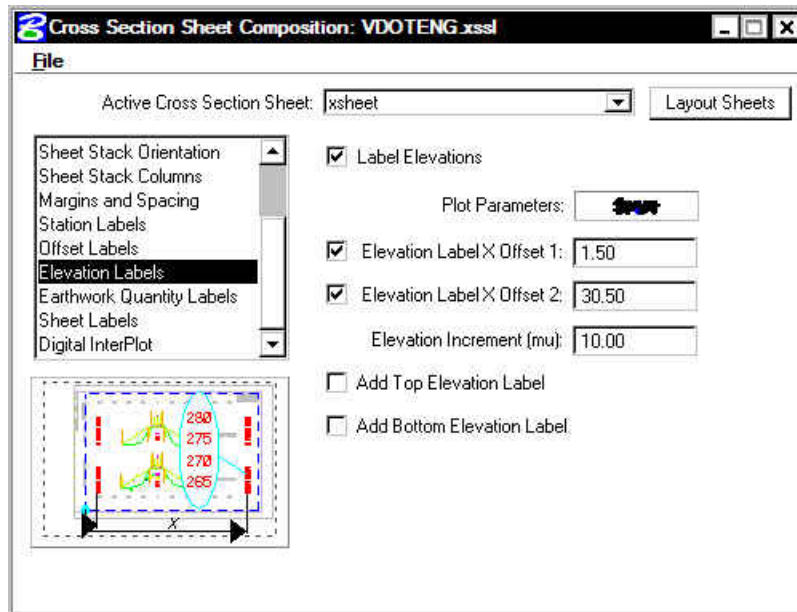 Cross Section Sheet Composition: VDOTENG.xssl
File
Active Cross Section Sheet: xsheet Layout Sheets
Sheet Stack Orientation
Sheet Stack Columns
Margins and Spacing
Station Labels
Offset Labels
Elevation Labels
Earthwork Quantity Labels
Sheet Labels
Digital InterPlot
Label Elevations
Plot Parameters:
Elevation Label X Offset 1: 1.50
Elevation Label X Offset 2: 30.50
Elevation Increment (mu): 10.00
Add Top Elevation Label
Add Bottom Elevation Label
280
275
270
265
X